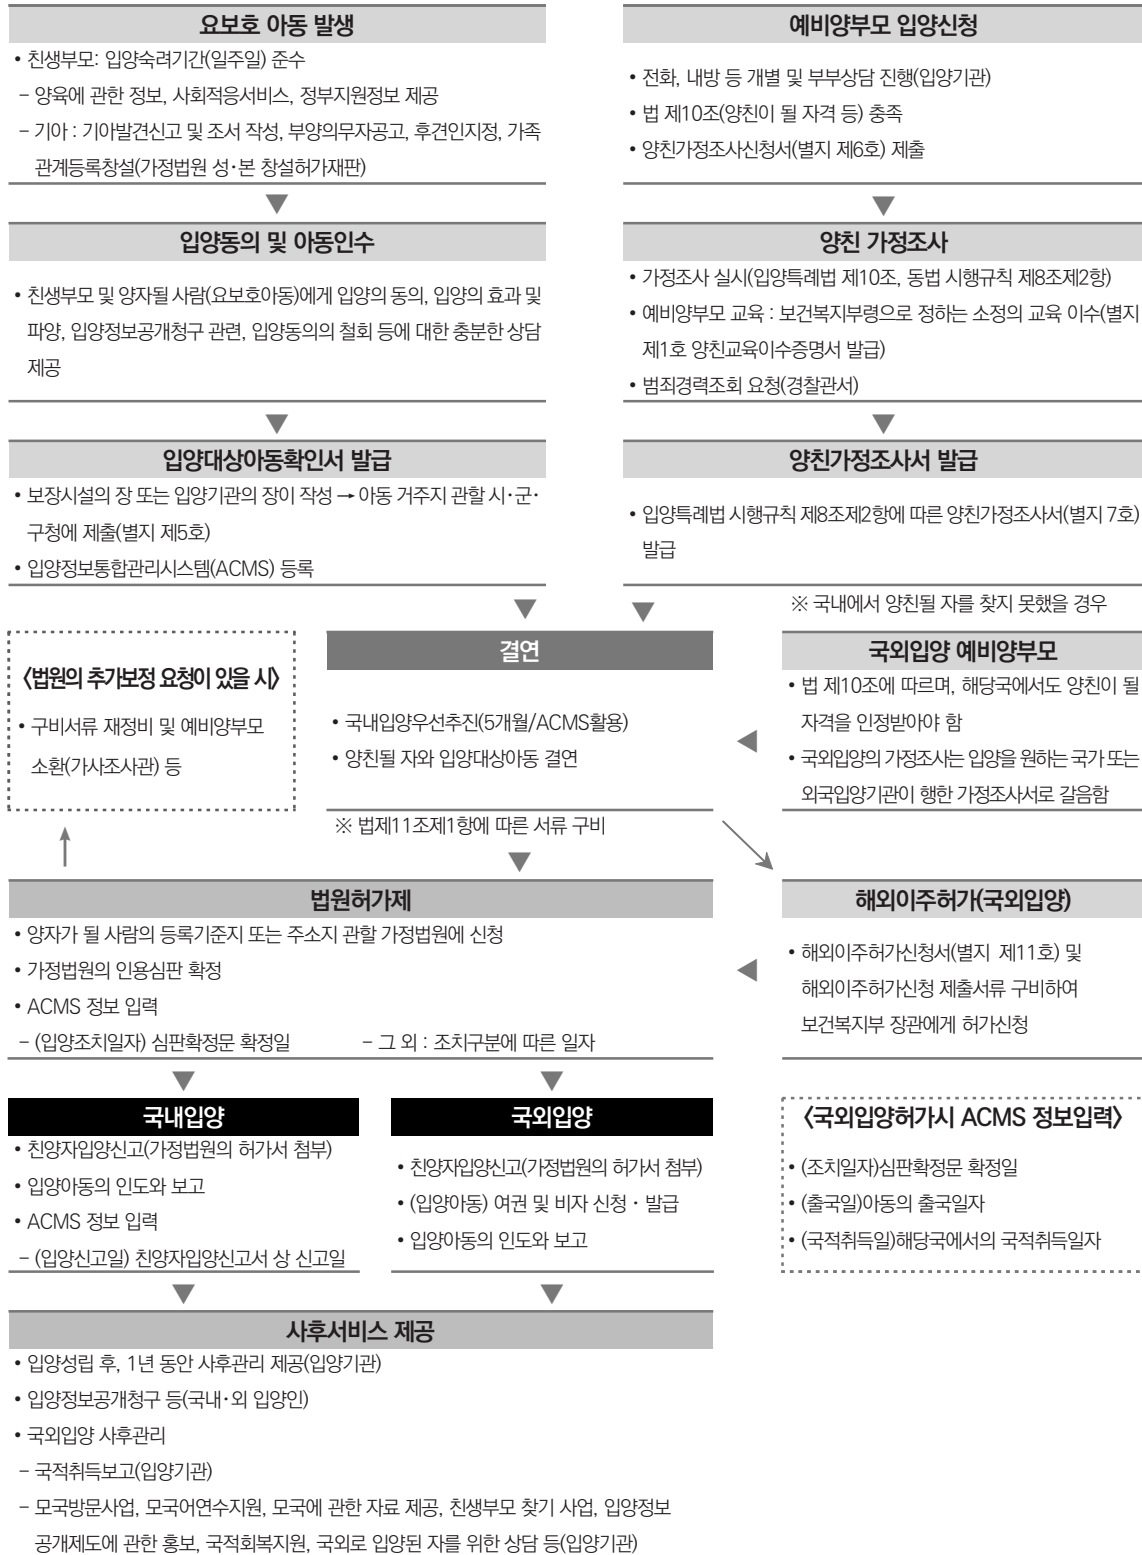 요보호 아동 발생
• 친생부모: 입양숙려기간(일주일) 준수
- 양육에 관한 정보, 사회적응서비스, 정부지원정보 제공
- 기아 : 기아발견신고 및 조서 작성, 부양의무자공고, 후견인지정, 가족
관계등록창설(가정법원 성·본 창설허가재판)
▼
입양동의 및 아동인수
• 친생부모 및 양자될 사람(요보호아동)에게 입양의 동의, 입양의 효과 및
파양, 입양정보공개청구 관련, 입양동의의 철회 등에 대한 충분한 상담
제공
▼
입양대상아동확인서 발급
• 보장시설의 장 또는 입양기관의 장이 작성 → 아동 거주지 관할 시·군·
구청에 제출(별지 제5호)
• 입양정보통합관리시스템(ACMS) 등록
▼
예비양부모 입양신청
• 전화, 내방 등 개별 및 부부상담 진행(입양기관)
• 법 제10조(양친이 될 자격 등) 충족
• 양친가정조사신청서(별지 제6호) 제출
▼
양친 가정조사
• 가정조사 실시(입양특례법 제10조, 동법 시행규칙 제8조제2항)
• 예비양부모 교육 : 보건복지부령으로 정하는 소정의 교육 이수(별지
제1호 양친교육이수증명서 발급)
• 범죄경력조회 요청(경찰관서)
▼
양친가정조사서 발급
• 입양특례법 시행규칙 제8조제2항에 따른 양친가정조사서(별지 7호)
발급
▼
※ 국내에서 양친될 자를 찾지 못했을 경우
〈법원의 추가보정 요청이 있을 시〉
• 구비서류 재정비 및 예비양부모
소환(가사조사관) 등
결연
• 국내입양우선추진(5개월/ACMS활용)
• 양친될 자와 입양대상아동 결연
※ 법제11조제1항에 따른 서류 구비
▼
국외입양 예비양부모
• 법 제10조에 따르며, 해당국에서도 양친이 될
자격을 인정받아야 함
• 국외입양의 가정조사는 입양을 원하는 국가 또는
외국입양기관이 행한 가정조사서로 갈음함
법원허가제
• 양자가 될 사람의 등록기준지 또는 주소지 관할 가정법원에 신청
• 가정법원의 인용심판 확정
• ACMS 정보 입력
- (입양조치일자) 심판확정문 확정일 - 그 외 : 조치구분에 따른 일자
해외이주허가(국외입양)
• 해외이주허가신청서(별지 제11호) 및
해외이주허가신청 제출서류 구비하여
보건복지부 장관에게 허가신청
▼
▼
국내입양
• 친양자입양신고(가정법원의 허가서 첨부)
• 입양아동의 인도와 보고
• ACMS 정보 입력
- (입양신고일) 친양자입양신고서 상 신고일
국외입양
• 친양자입양신고(가정법원의 허가서 첨부)
• (입양아동) 여권 및 비자 신청 · 발급
• 입양아동의 인도와 보고
〈국외입양허가시 ACMS 정보입력〉
• (조치일자)심판확정문 확정일
• (출국일)아동의 출국일자
• (국적취득일)해당국에서의 국적취득일자
▼
▼
사후서비스 제공
• 입양성립 후, 1년 동안 사후관리 제공(입양기관)
• 입양정보공개청구 등(국내·외 입양인)
• 국외입양 사후관리
- 국적취득보고(입양기관)
- 모국방문사업, 모국어연수지원, 모국에 관한 자료 제공, 친생부모 찾기 사업, 입양정보
공개제도에 관한 홍보, 국적회복지원, 국외로 입양된 자를 위한 상담 등(입양기관)